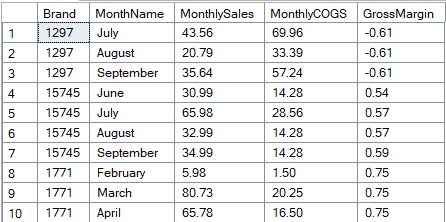 Brand MonthName MonthlySales MonthlyCOGS GrossMargin
1 1297 July 43.56 69.96 -0.61
2 1297 August 20.79 33.39 -0.61
3 1297 September 35.64 57.24 -0.61
4 15745 June 30.99 14.28 0.54
5 15745 July 65.98 28.56 0.57
6 15745 August 32.99 14.28 0.57
7 15745 September 34.99 14.28 0.59
8 1771 February 5.98 1.50 0.75
9 1771 March 80.73 20.25 0.75
10 1771 April 65.78 16.50 0.75